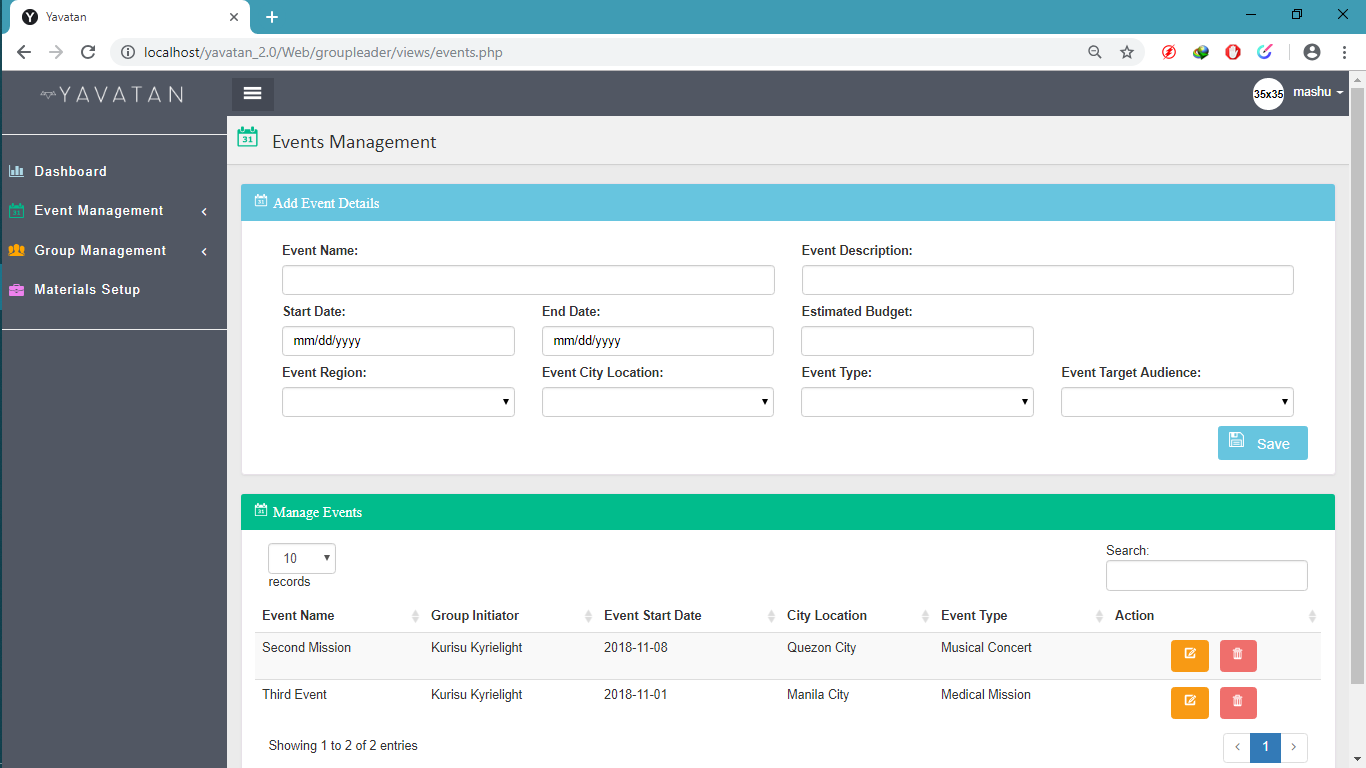 Yavatan
localhost/yavatan_2.0/Web/groupleader/views/events.php
YAVATAN
35x35
mashu
Dashboard
Event Management
Group Management
Materials Setup
31
Events Management
Add Event Details
Event Name:
Event Description:
Start Date:
End Date:
Estimated Budget:
mm/dd/yyyy
mm/dd/yyyy
Event Region:
Event City Location:
Event Type:
Event Target Audience:
Save
Manage Events
10
records
Search:
Event Name Group Initiator Event Start Date City Location Event Type Action
Second Mission Kurisu Kyrielight 2018-11-08 Quezon City Musical Concert
Third Event Kurisu Kyrielight 2018-11-01 Manila City Medical Mission
Showing 1 to 2 of 2 entries
‹ 1 ›